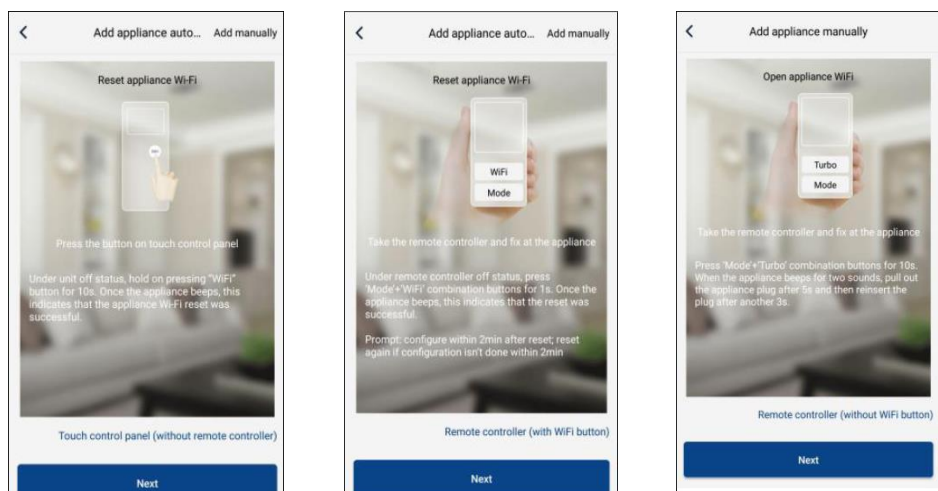 Add appliance auto... Add manually
Reset appliance Wi-Fi
Press the button on touch control panel
Under unit off status, hold on pressing "WiFi"
button for 10s. Once the appliance beeps, this
indicates that the appliance Wi-Fi reset was
successful.
Touch control panel (without remote controller)
Next
Add appliance auto... Add manually
Reset appliance Wi-Fi
WiFi
Mode
Take the remote controller and fix at the appliance
Under remote controller off status, press
'Mode'+'WiFi' combination buttons for 1s. Once the
appliance beeps, this indicates that the reset was
successful.
Prompt: configure within 2min after reset; reset
again if configuration isn't done within 2min
Remote controller (with WiFi button)
Next
Add appliance manually
Open appliance WiFi
Turbo
Mode
Take the remote controller and fix at the appliance
Press 'Mode'+'Turbo' combination buttons for 10s.
When the appliance beeps for two sounds, pull out
the appliance plug after 5s and then reinsert the
plug after another 3s.
Remote controller (without WiFi button)
Next